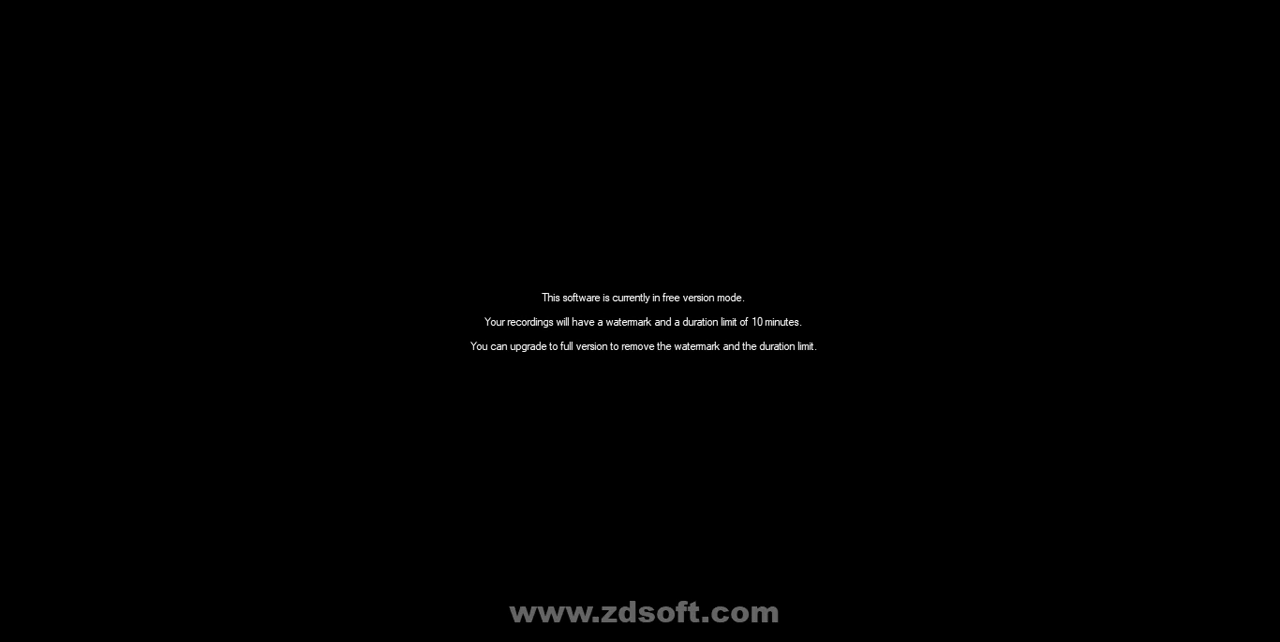 This software is currently in free version mode.
Your recordings will have a watermark and a duration limit of 10 minutes.
You can upgrade to full version to remove the watermark and the duration limit.
www.zdsoft.com